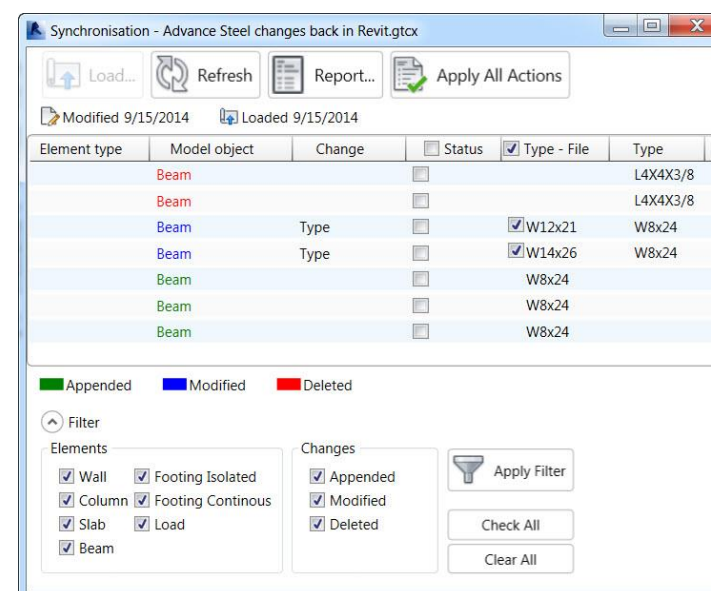 Synchronisation - Advance Steel changes back in Revit.gtcx
Load... Refresh Report... Apply All Actions
Modified 9/15/2014 Loaded 9/15/2014
Element type Model object Change Status Type - File Type
Beam L4X4X3/8
Beam L4X4X3/8
Beam Type W12x21 W8x24
Beam Type W14x26 W8x24
Beam W8x24
Beam W8x24
Beam W8x24
Appended Modified Deleted
Filter
Elements Changes
Wall Footing Isolated Appended Apply Filter
Column Footing Continous Modified
Slab Load Deleted Check All
Beam
Clear All